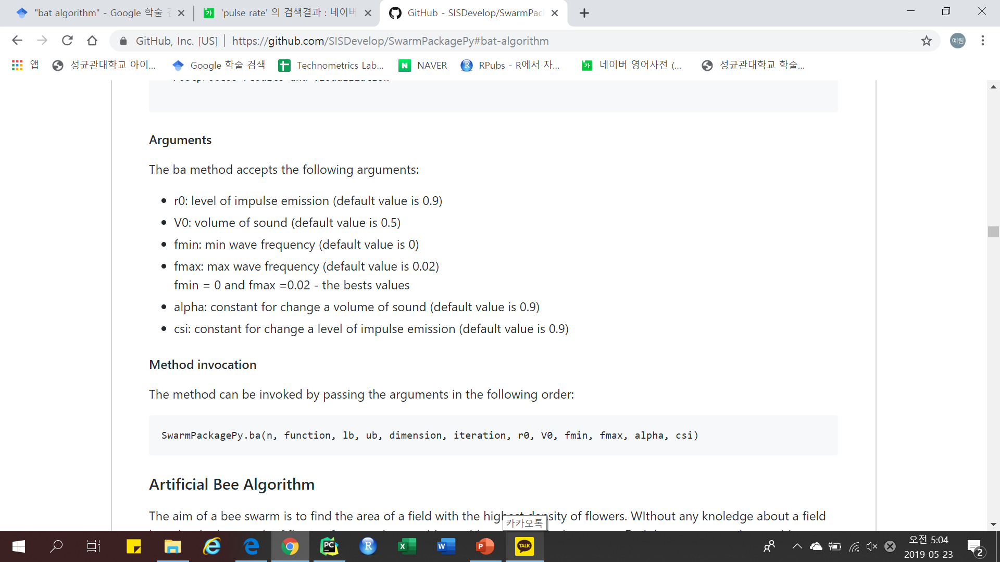 "bat algorithm" - Google 학술
'pulse rate' 의 검색결과 : 네이버
GitHub - SISDevelop/SwarmPac
GitHub, Inc. [US] | https://github.com/SISDevelop/SwarmPackagePy#bat-algorithm
예림
앱
성균관대학교 아이...
Google 학술 검색
Technometrics Lab...
NAVER
RPubs - R에서 자...
네이버 영어사전 (...
성균관대학교 학술...
Arguments
The ba method accepts the following arguments:
• r0: level of impulse emission (default value is 0.9)
• V0: volume of sound (default value is 0.5)
• fmin: min wave frequency (default value is 0)
• fmax: max wave frequency (default value is 0.02)
fmin = 0 and fmax =0.02 - the bests values
• alpha: constant for change a volume of sound (default value is 0.9)
• csi: constant for change a level of impulse emission (default value is 0.9)
Method invocation
The method can be invoked by passing the arguments in the following order:
SwarmPackagePy.ba(n, function, lb, ub, dimension, iteration, r0, V0, fmin, fmax, alpha, csi)
Artificial Bee Algorithm
The aim of a bee swarm is to find the area of a field with the highest density of flowers. WIthout any knoledge about a field
카카오톡
TALK
오전 5:04
2019-05-23
2